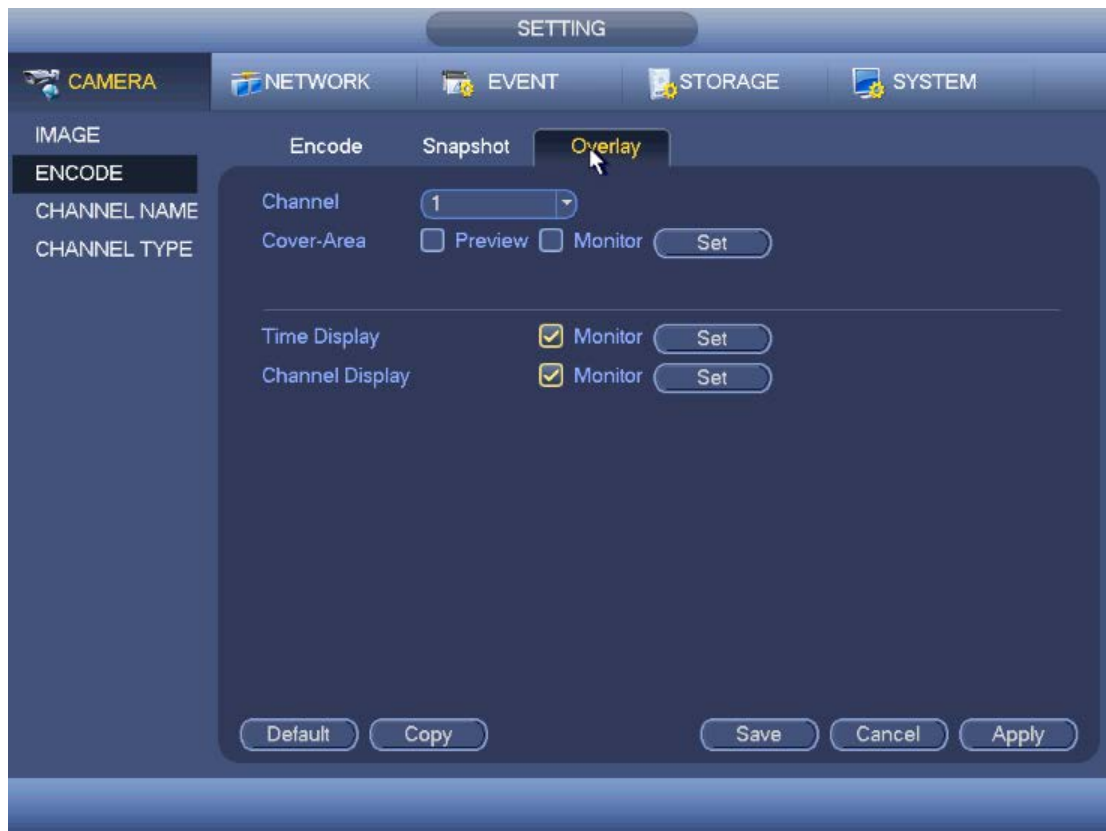 SETTING
CAMERA NETWORK EVENT STORAGE SYSTEM
IMAGE
ENCODE
CHANNEL NAME
CHANNEL TYPE
Encode Snapshot Overlay
Channel 1
Cover-Area Preview Monitor Set
Time Display Monitor Set
Channel Display Monitor Set
Default Copy Save Cancel Apply